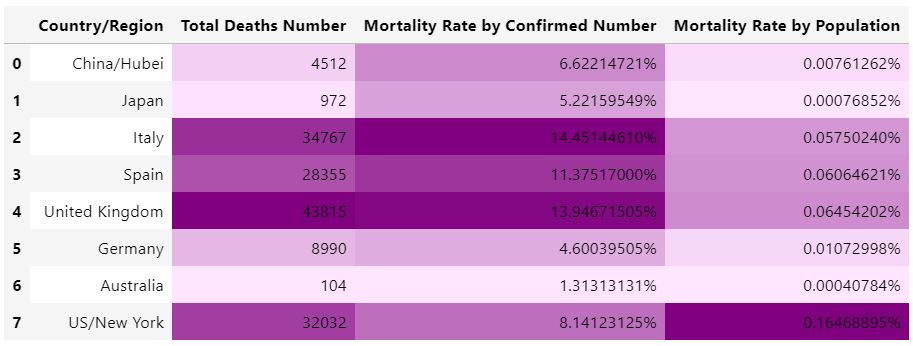 Country/Region Total Deaths Number Mortality Rate by Confirmed Number Mortality Rate by Population
0 China/Hubei 4512 6.62214721% 0.00761262%
1 Japan 972 5.22159549% 0.00076852%
2 Italy 34767 14.45144610% 0.05750240%
3 Spain 28355 11.37517000% 0.06064621%
4 United Kingdom 43815 13.94671505% 0.06454202%
5 Germany 8990 4.60039505% 0.01072998%
6 Australia 104 1.31313131% 0.00040784%
7 US/New York 32032 8.14123125% 0.16468895%